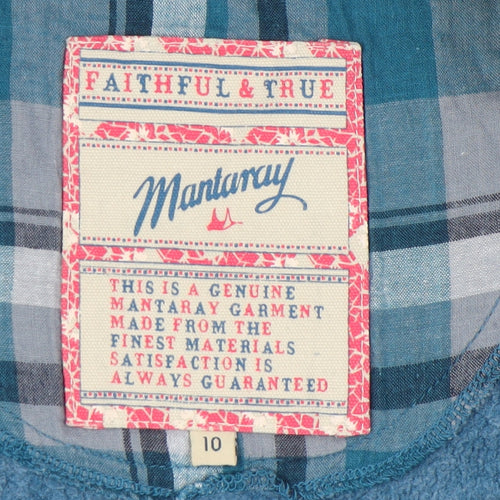 FAITHFUL & TRUE
Mantaray
THIS IS A GENUINE
MANTARAY GARMENT
MADE FROM THE
FINEST MATERIALS
SATISFACTION IS
ALWAYS GUARANTEED
10